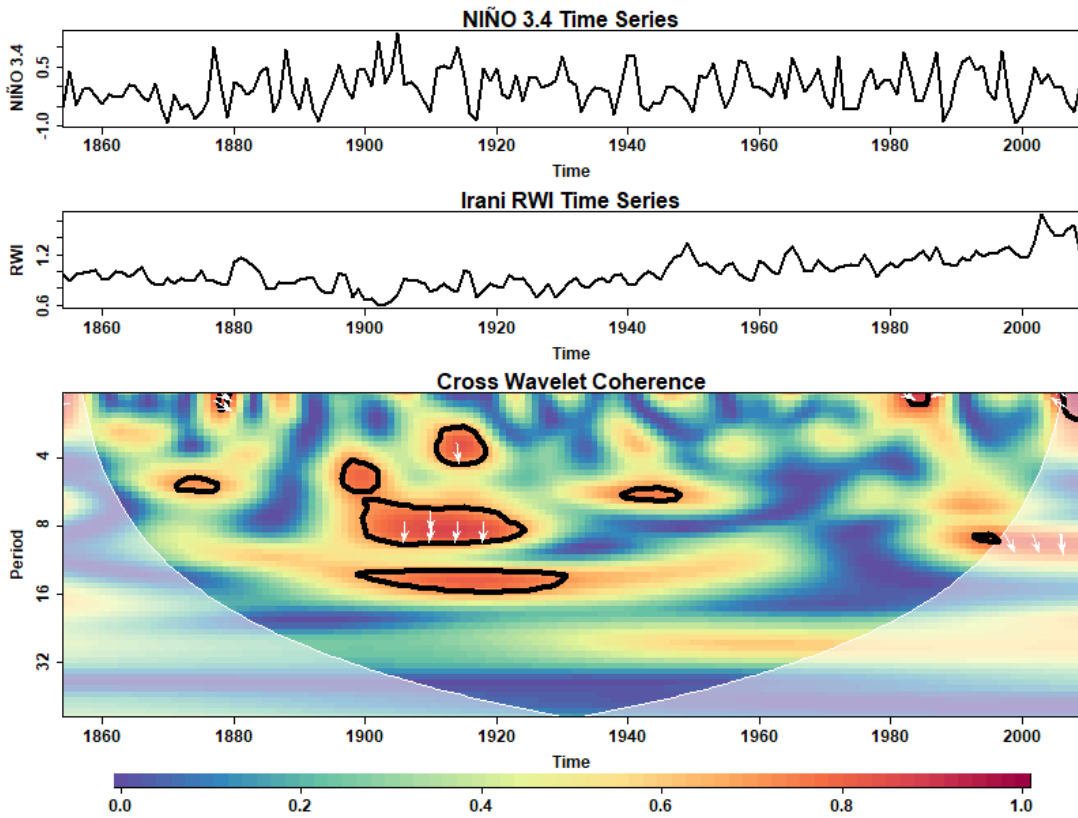 NIÑO 3.4 Time Series
NIÑO 3.4
0.5
-1.0
1860 1880 1900 1920 1940 1960 1980 2000
Time
Irani RWI Time Series
RWI
1.2
0.6
1860 1880 1900 1920 1940 1960 1980 2000
Time
Cross Wavelet Coherence
Period
4
8
16
32
1860 1880 1900 1920 1940 1960 1980 2000
Time
0.0 0.2 0.4 0.6 0.8 1.0